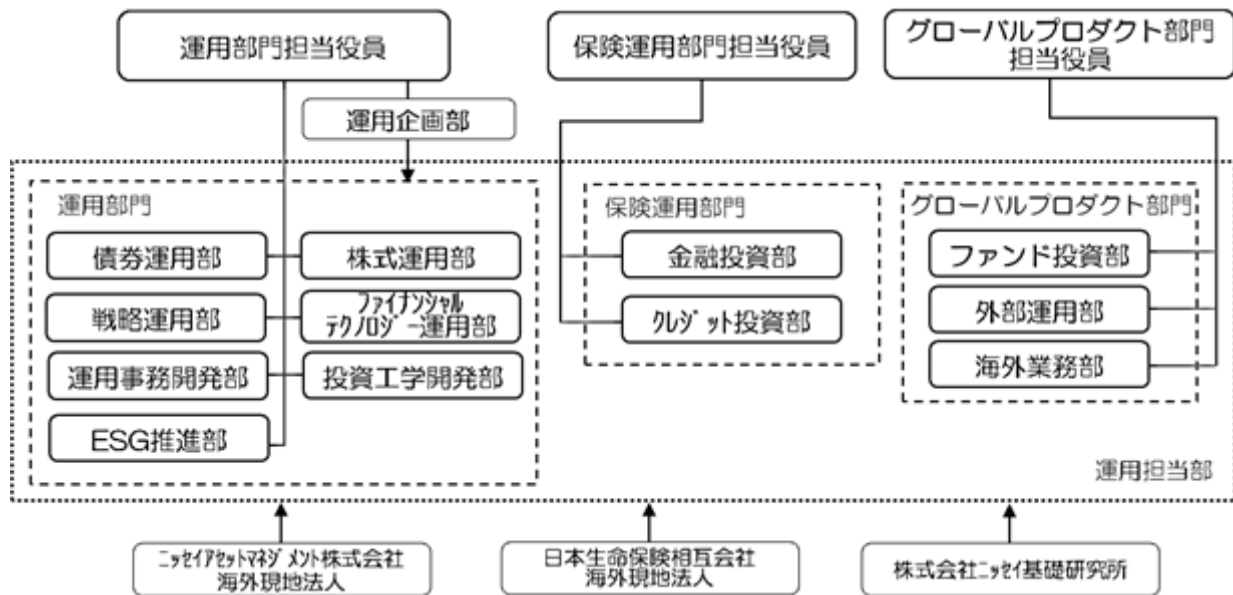 運用部門担当役員
保険運用部門担当役員
グローバルプロダクト部門
担当役員
運用企画部
運用部門
保険運用部門
グローバルプロダクト部門
債券運用部
株式運用部
金融投資部
ファンド投資部
戦略運用部
ファイナンシャル
テクノロジー運用部
クレジット投資部
外部運用部
運用事務開発部
投資工学開発部
海外業務部
ESG推進部
運用担当部
ニッセイアセットマネジメント株式会社
海外現地法人
日本生命保険相互会社
海外現地法人
株式会社ニッセイ基礎研究所